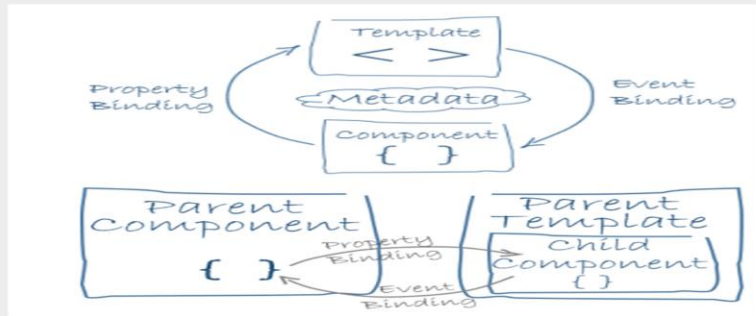 Template
< >
Property
Binding
Metadata
Event
Binding
Component
{ }
Parent
Component
{ }
Property
Binding
Event
Binding
Parent
Template
Child
Component
{ }